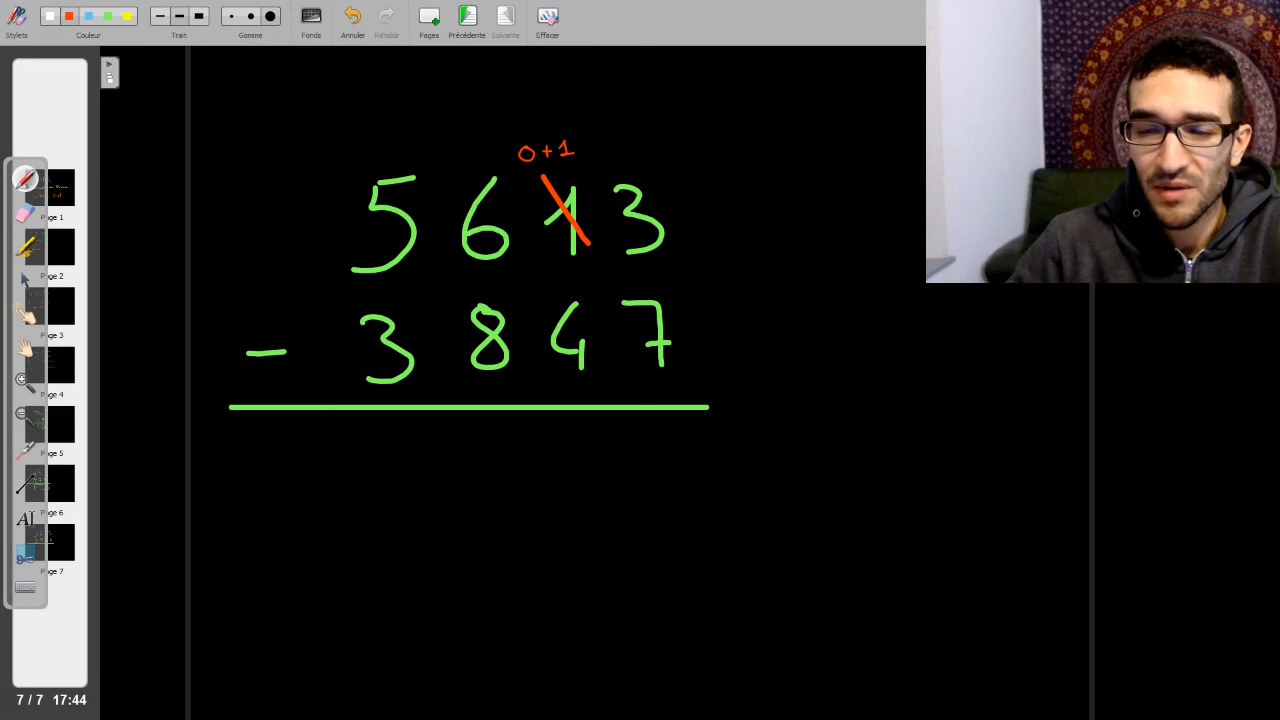 Stylets Couleur Trait Gomme Fonds Annuler Rétablir Pages Précédente Suivante Effacer
0 + 1
5 6 1 3
- 3 8 4 7
Page 1
Page 2
Page 3
Page 4
Page 5
Page 6
Page 7
AI
7 / 7 17:44